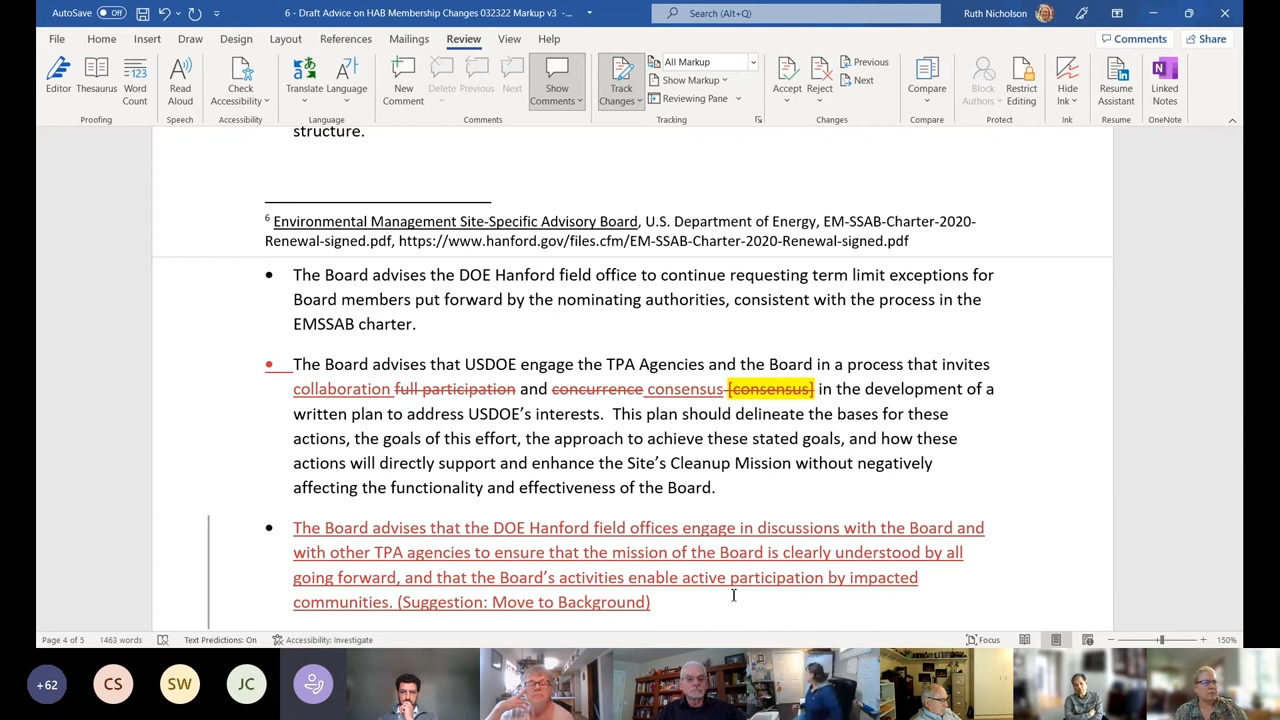 AutoSave Off 6 - Draft Advice on HAB Membership Changes 032322 Markup v3 -... Search (Alt+Q) Ruth Nicholson
File Home Insert Draw Design Layout References Mailings Review View Help Comments Share
Editor Thesaurus Word Count Read Aloud Check Accessibility Translate Language New Comment Delete Previous Next Show Comments Track Changes All Markup Show Markup Reviewing Pane Accept Reject Previous Next Compare Block Authors Restrict Editing Hide Ink Resume Assistant Linked Notes
Proofing Speech Accessibility Language Comments Tracking Changes Compare Protect Ink Resume OneNote
structure.
6 Environmental Management Site-Specific Advisory Board, U.S. Department of Energy, EM-SSAB-Charter-2020-
Renewal-signed.pdf, https://www.hanford.gov/files.cfm/EM-SSAB-Charter-2020-Renewal-signed.pdf
• The Board advises the DOE Hanford field office to continue requesting term limit exceptions for
Board members put forward by the nominating authorities, consistent with the process in the
EMSSAB charter.
• The Board advises that USDOE engage the TPA Agencies and the Board in a process that invites
collaboration full participation and concurrence consensus [consensus] in the development of a
written plan to address USDOE's interests. This plan should delineate the bases for these
actions, the goals of this effort, the approach to achieve these stated goals, and how these
actions will directly support and enhance the Site's Cleanup Mission without negatively
affecting the functionality and effectiveness of the Board.
• The Board advises that the DOE Hanford field offices engage in discussions with the Board and
with other TPA agencies to ensure that the mission of the Board is clearly understood by all
going forward, and that the Board's activities enable active participation by impacted
communities. (Suggestion: Move to Background)
Page 4 of 5 1463 words Text Predictions: On Accessibility: Investigate Focus 150%
+62 CS SW JC